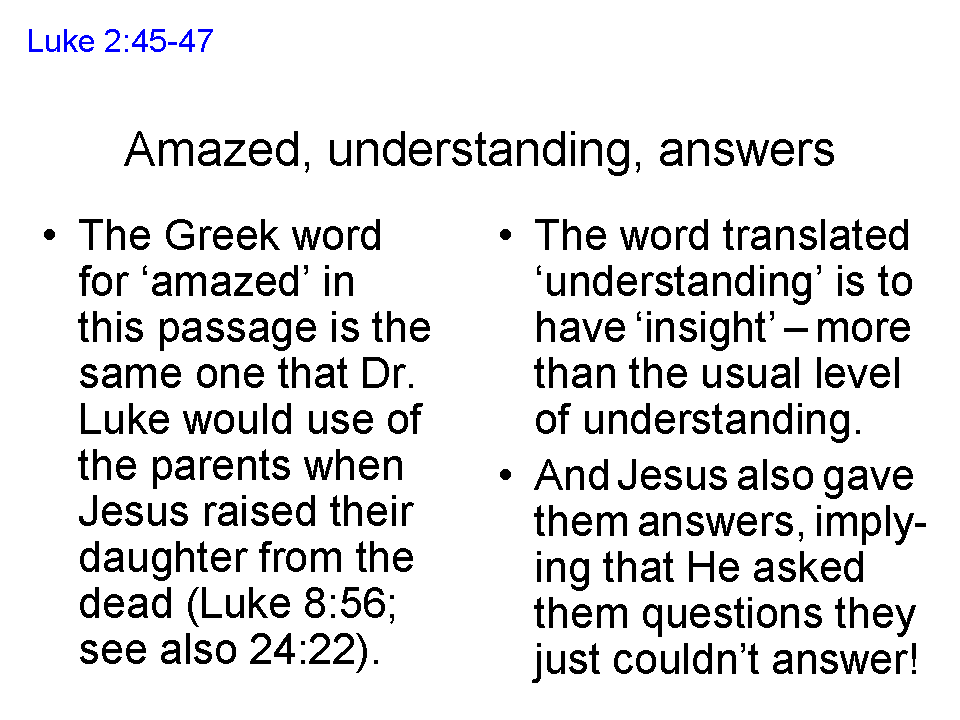 Luke 2:45-47
Amazed, understanding, answers
• The Greek word
for ‘amazed’ in
this passage is the
same one that Dr.
Luke would use of
the parents when
Jesus raised their
daughter from the
dead (Luke 8:56;
see also 24:22).
• The word translated
‘understanding’ is to
have ‘insight’ – more
than the usual level
of understanding.
• And Jesus also gave
them answers, imply-
ing that He asked
them questions they
just couldn’t answer!